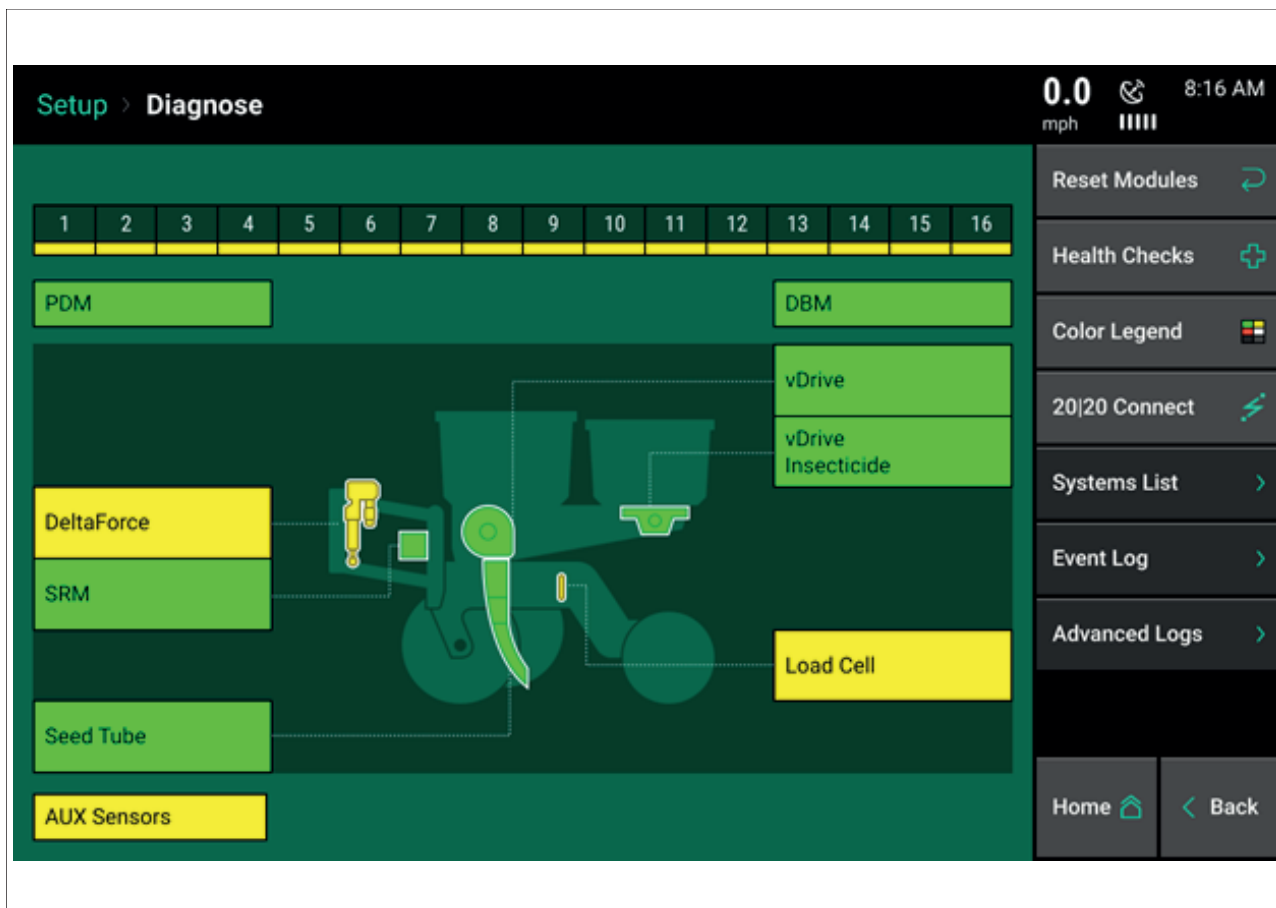 Setup > Diagnose
0.0 mph
8:16 AM
1 2 3 4 5 6 7 8 9 10 11 12 13 14 15 16
PDM
DBM
vDrive
vDrive
Insecticide
DeltaForce
SRM
Load Cell
Seed Tube
AUX Sensors
Reset Modules
Health Checks
Color Legend
20|20 Connect
Systems List >
Event Log >
Advanced Logs >
Home
< Back